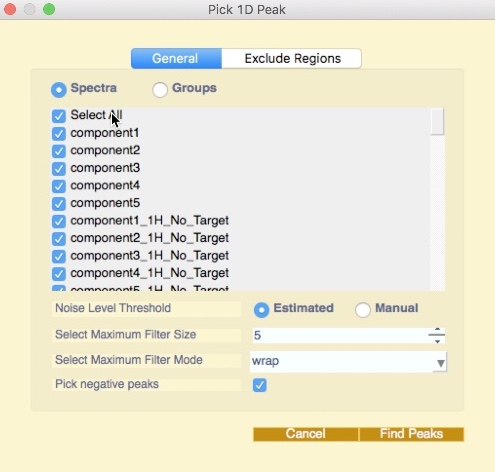 Pick 1D Peak
General Exclude Regions
Spectra Groups
Select All
component1
component2
component3
component4
component5
component1_1H_No_Target
component2_1H_No_Target
component3_1H_No_Target
component4_1H_No_Target
component5_1H_No_Target
Noise Level Threshold Estimated Manual
Select Maximum Filter Size 5
Select Maximum Filter Mode wrap
Pick negative peaks
Cancel Find Peaks